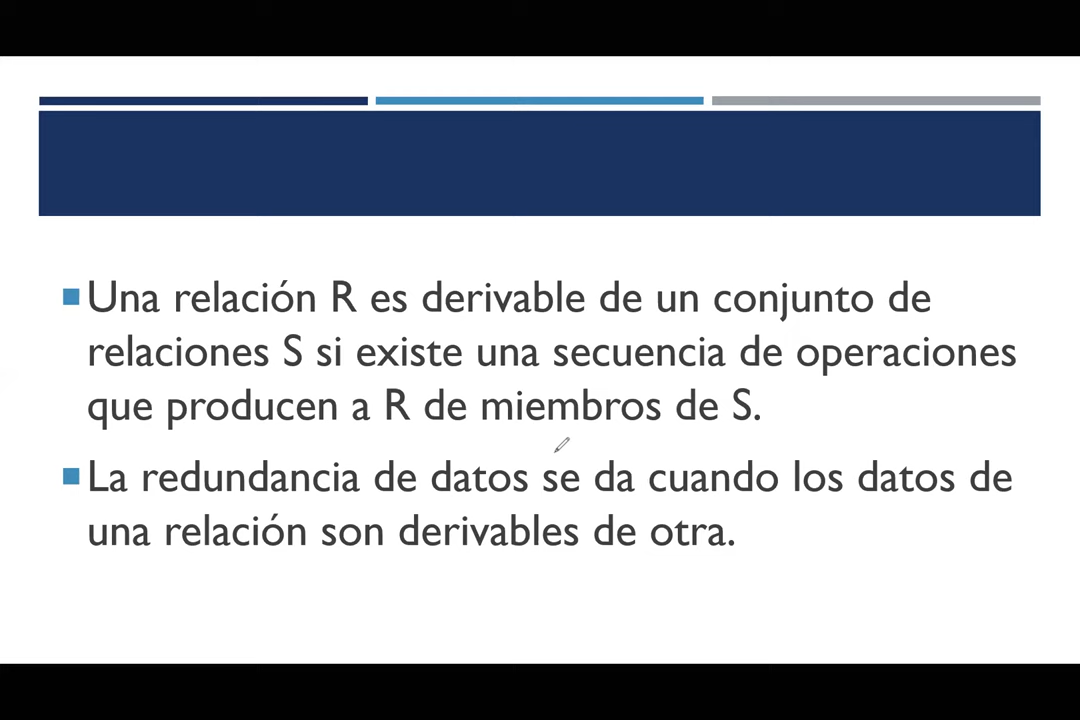 Una relación R es derivable de un conjunto de
relaciones S si existe una secuencia de operaciones
que producen a R de miembros de S.
La redundancia de datos se da cuando los datos de
una relación son derivables de otra.